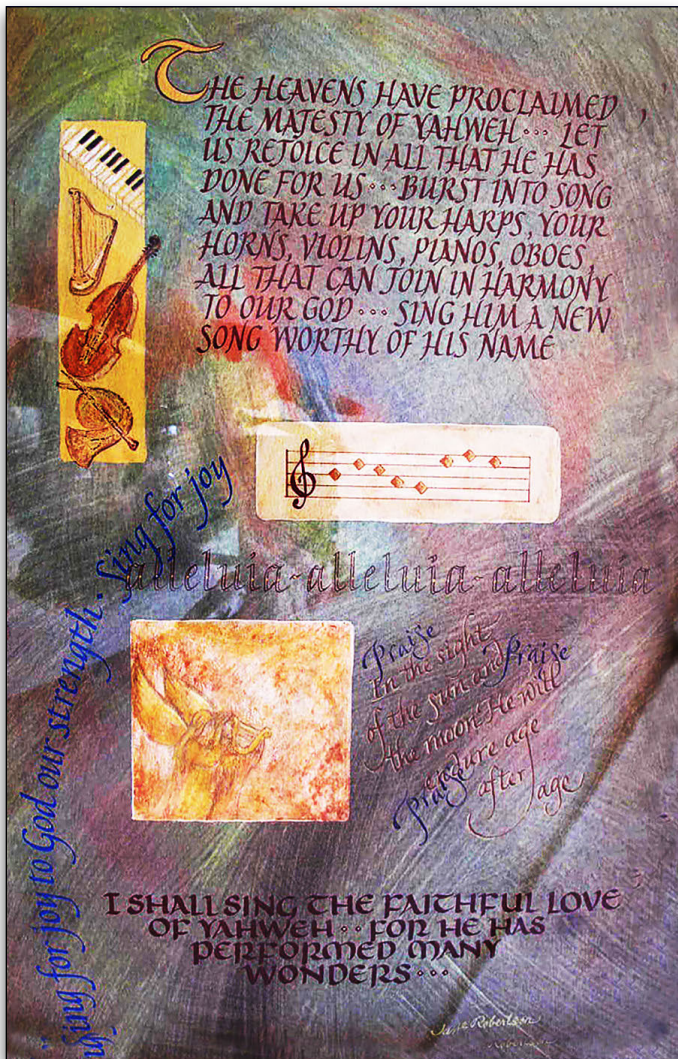 THE HEAVENS HAVE PROCLAIMED
THE MAJESTY OF YAHWEH ••• LET
US REJOICE IN ALL THAT HE HAS
DONE FOR US •• BURST INTO SONG
AND TAKE UP YOUR HARPS, YOUR
HORNS, VIOLINS, PIANOS, OBOES,
ALL THAT CAN JOIN IN HARMONY
TO OUR GOD ••• SING HIM A NEW
SONG WORTHY OF HIS NAME
Sing for joy to God our strength · Sing for joy
alleluia-alleluia-alleluia
Praise
in the sight
of the sun and Praise
the moon He will
endure age
Praise after age
I SHALL SING THE FAITHFUL LOVE
OF YAHWEH •• FOR HE HAS
PERFORMED MANY
WONDERS •••
Jane Robertson
Robertson